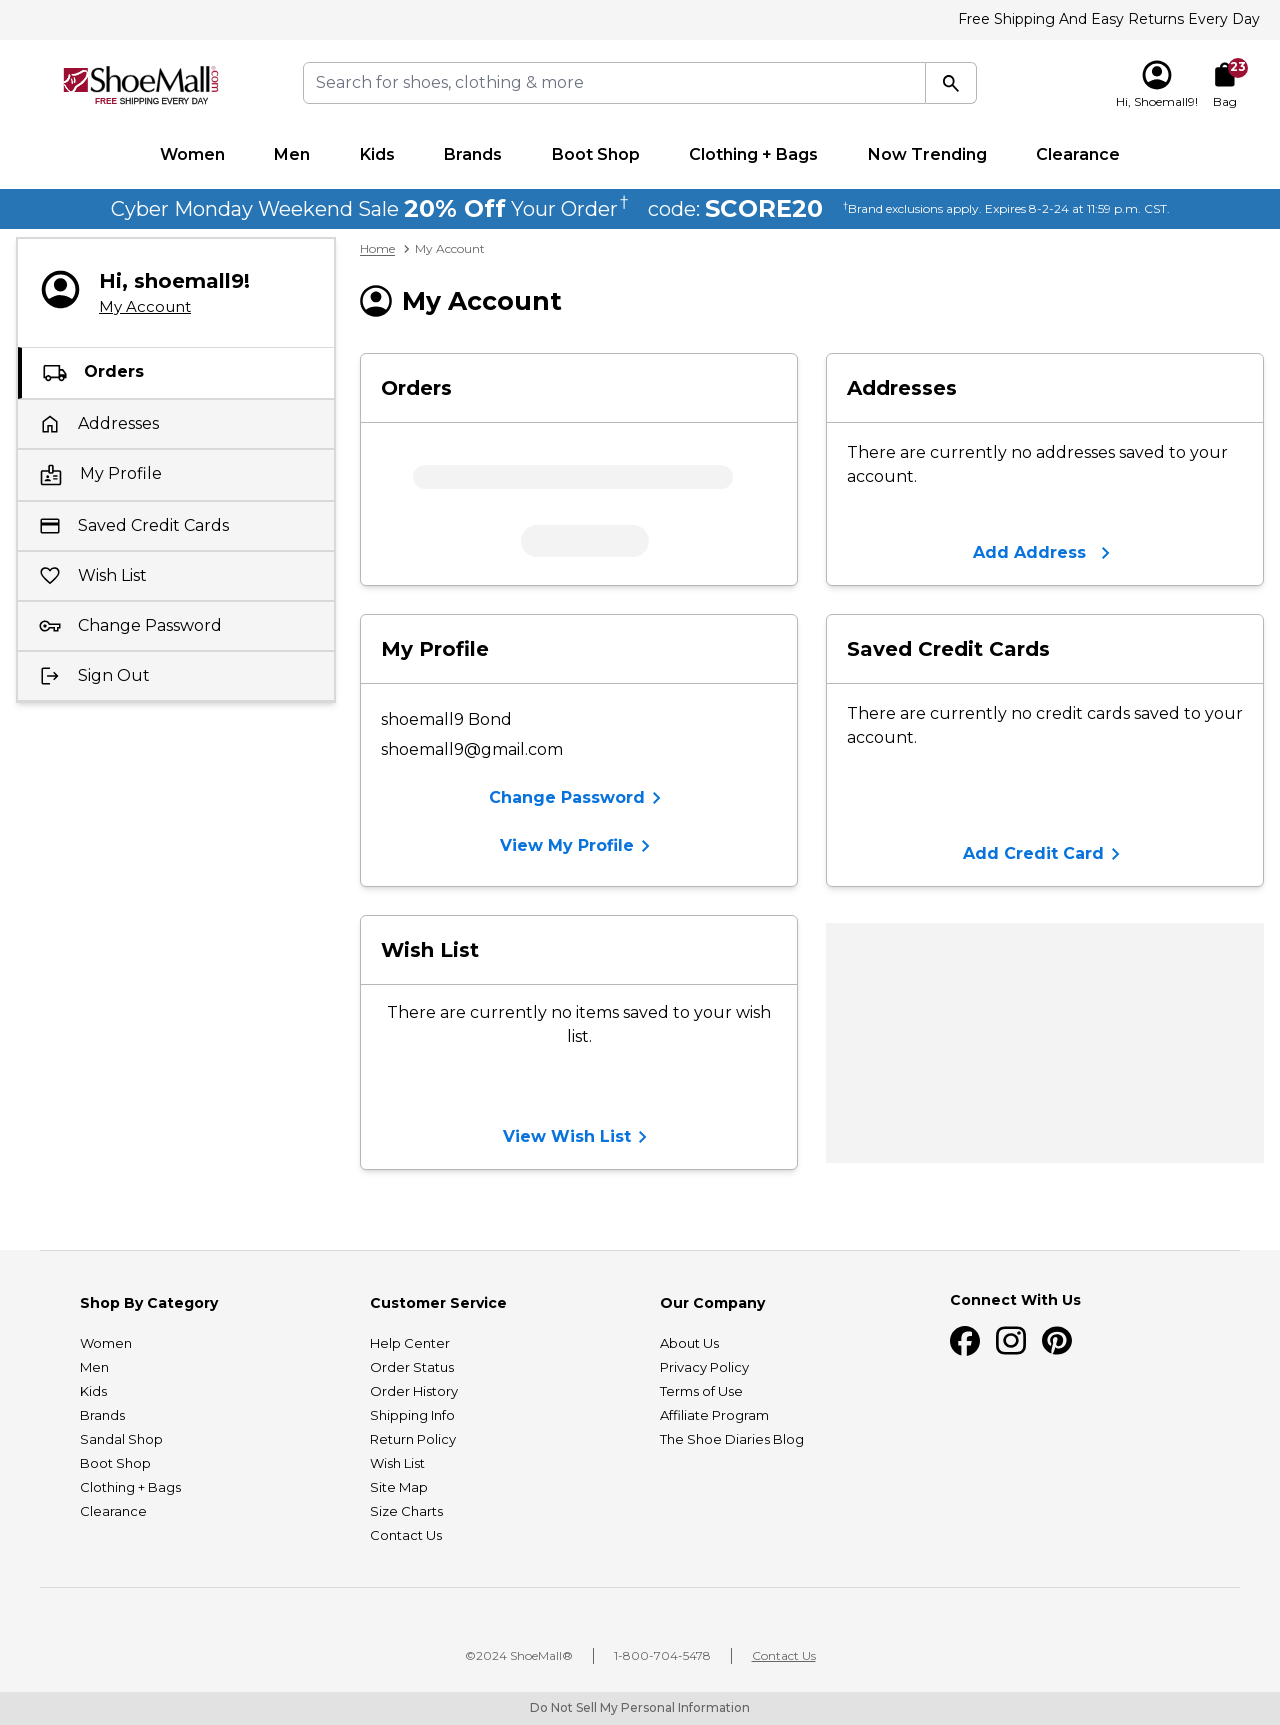 Free Shipping And Easy Returns Every Day
ShoeMall.com®
FREE SHIPPING EVERY DAY
Search for shoes, clothing & more
Hi, Shoemall9!
23
Bag
Women Men Kids Brands Boot Shop Clothing + Bags Now Trending Clearance
Cyber Monday Weekend Sale 20% Off Your Order† code: SCORE20 †Brand exclusions apply. Expires 8-2-24 at 11:59 p.m. CST.
Hi, shoemall9!
My Account
Orders
Addresses
My Profile
Saved Credit Cards
Wish List
Change Password
Sign Out
Home > My Account
My Account
Orders
Addresses
There are currently no addresses saved to your
account.
Add Address
My Profile
shoemall9 Bond
shoemall9@gmail.com
Change Password
View My Profile
Saved Credit Cards
There are currently no credit cards saved to your
account.
Add Credit Card
Wish List
There are currently no items saved to your wish
list.
View Wish List
Shop By Category
Women
Men
Kids
Brands
Sandal Shop
Boot Shop
Clothing + Bags
Clearance
Customer Service
Help Center
Order Status
Order History
Shipping Info
Return Policy
Wish List
Site Map
Size Charts
Contact Us
Our Company
About Us
Privacy Policy
Terms of Use
Affiliate Program
The Shoe Diaries Blog
Connect With Us
©2024 ShoeMall® | 1-800-704-5478 | Contact Us
Do Not Sell My Personal Information